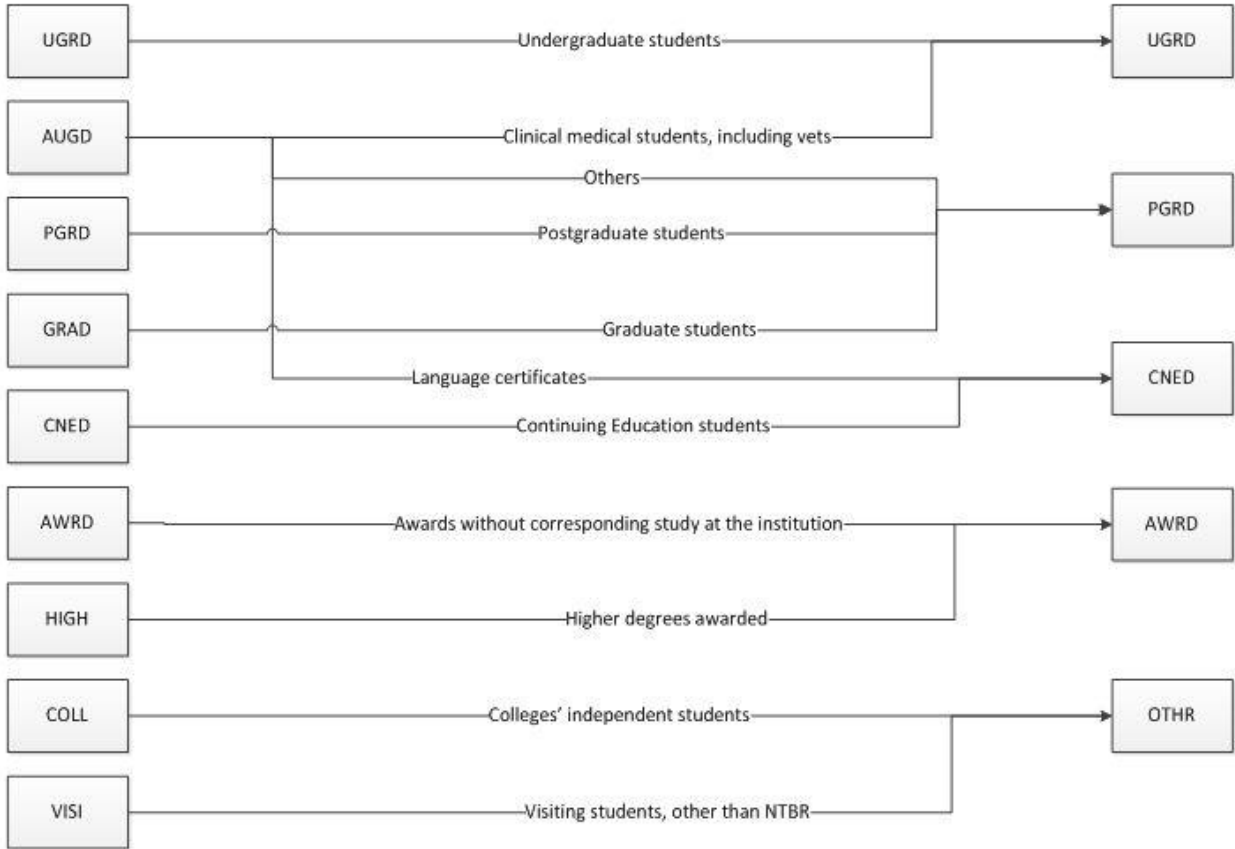 UGRD
Undergraduate students
UGRD
AUGD
Clinical medical students, including vets
Others
PGRD
PGRD
Postgraduate students
GRAD
Graduate students
Language certificates
CNED
CNED
Continuing Education students
AWRD
Awards without corresponding study at the institution
AWRD
HIGH
Higher degrees awarded
COLL
Colleges’ independent students
OTHR
VISI
Visiting students, other than NTBR